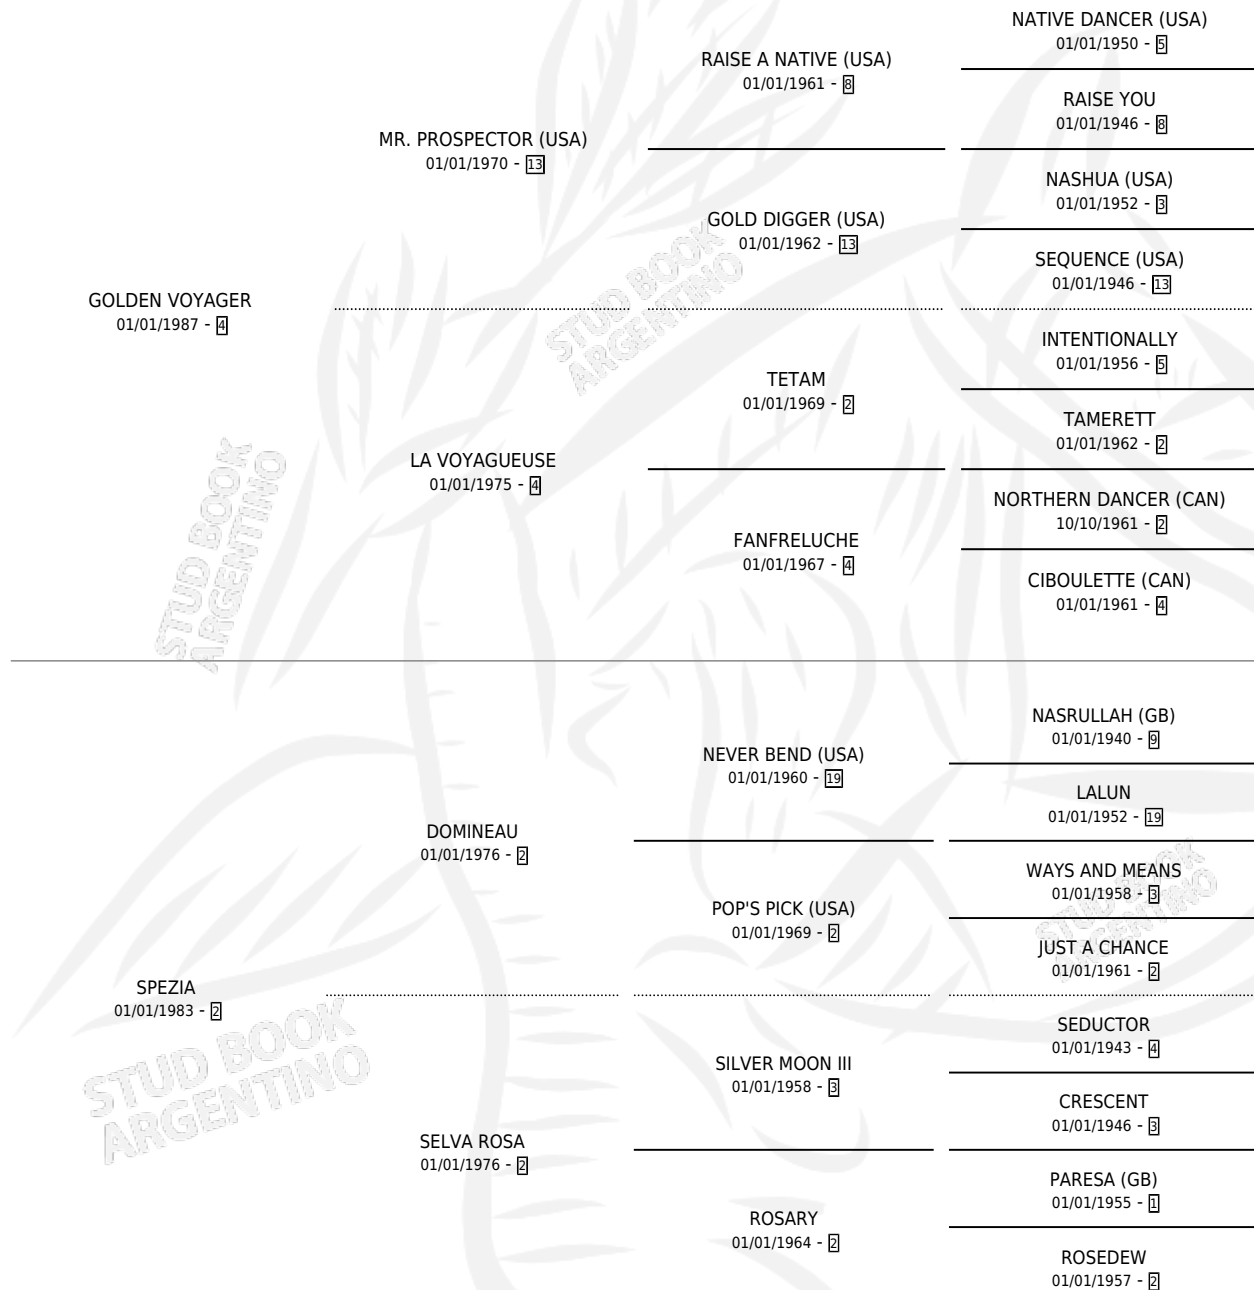 NATIVE DANCER (USA)
01/01/1950 - 5
RAISE A NATIVE (USA)
01/01/1961 - 8
RAISE YOU
01/01/1946 - 8
MR. PROSPECTOR (USA)
01/01/1970 - 13
NASHUA (USA)
01/01/1952 - 3
GOLD DIGGER (USA)
01/01/1962 - 13
SEQUENCE (USA)
01/01/1946 - 13
GOLDEN VOYAGER
01/01/1987 - 4
STUD BOOK
ARGENTINO
INTENTIONALLY
01/01/1956 - 5
TETAM
01/01/1969 - 2
TAMERETT
01/01/1962 - 2
LA VOYAGUEUSE
01/01/1975 - 4
NORTHERN DANCER (CAN)
10/10/1961 - 2
FANFRELUCHE
01/01/1967 - 4
CIBOULETTE (CAN)
01/01/1961 - 4
STUD BOOK
ARGENTINO
NASRULLAH (GB)
01/01/1940 - 9
NEVER BEND (USA)
01/01/1960 - 19
LALUN
01/01/1952 - 19
DOMINEAU
01/01/1976 - 2
WAYS AND MEANS
01/01/1958 - 3
POP'S PICK (USA)
01/01/1969 - 2
JUST A CHANCE
01/01/1961 - 2
STUD BOOK
ARGENTINO
SPEZIA
01/01/1983 - 2
SEDUCTOR
01/01/1943 - 4
SILVER MOON III
01/01/1958 - 3
CRESCENT
01/01/1946 - 3
STUD BOOK
ARGENTINO
SELVA ROSA
01/01/1976 - 2
PARESA (GB)
01/01/1955 - 1
ROSARY
01/01/1964 - 2
ROSEDEW
01/01/1957 - 2